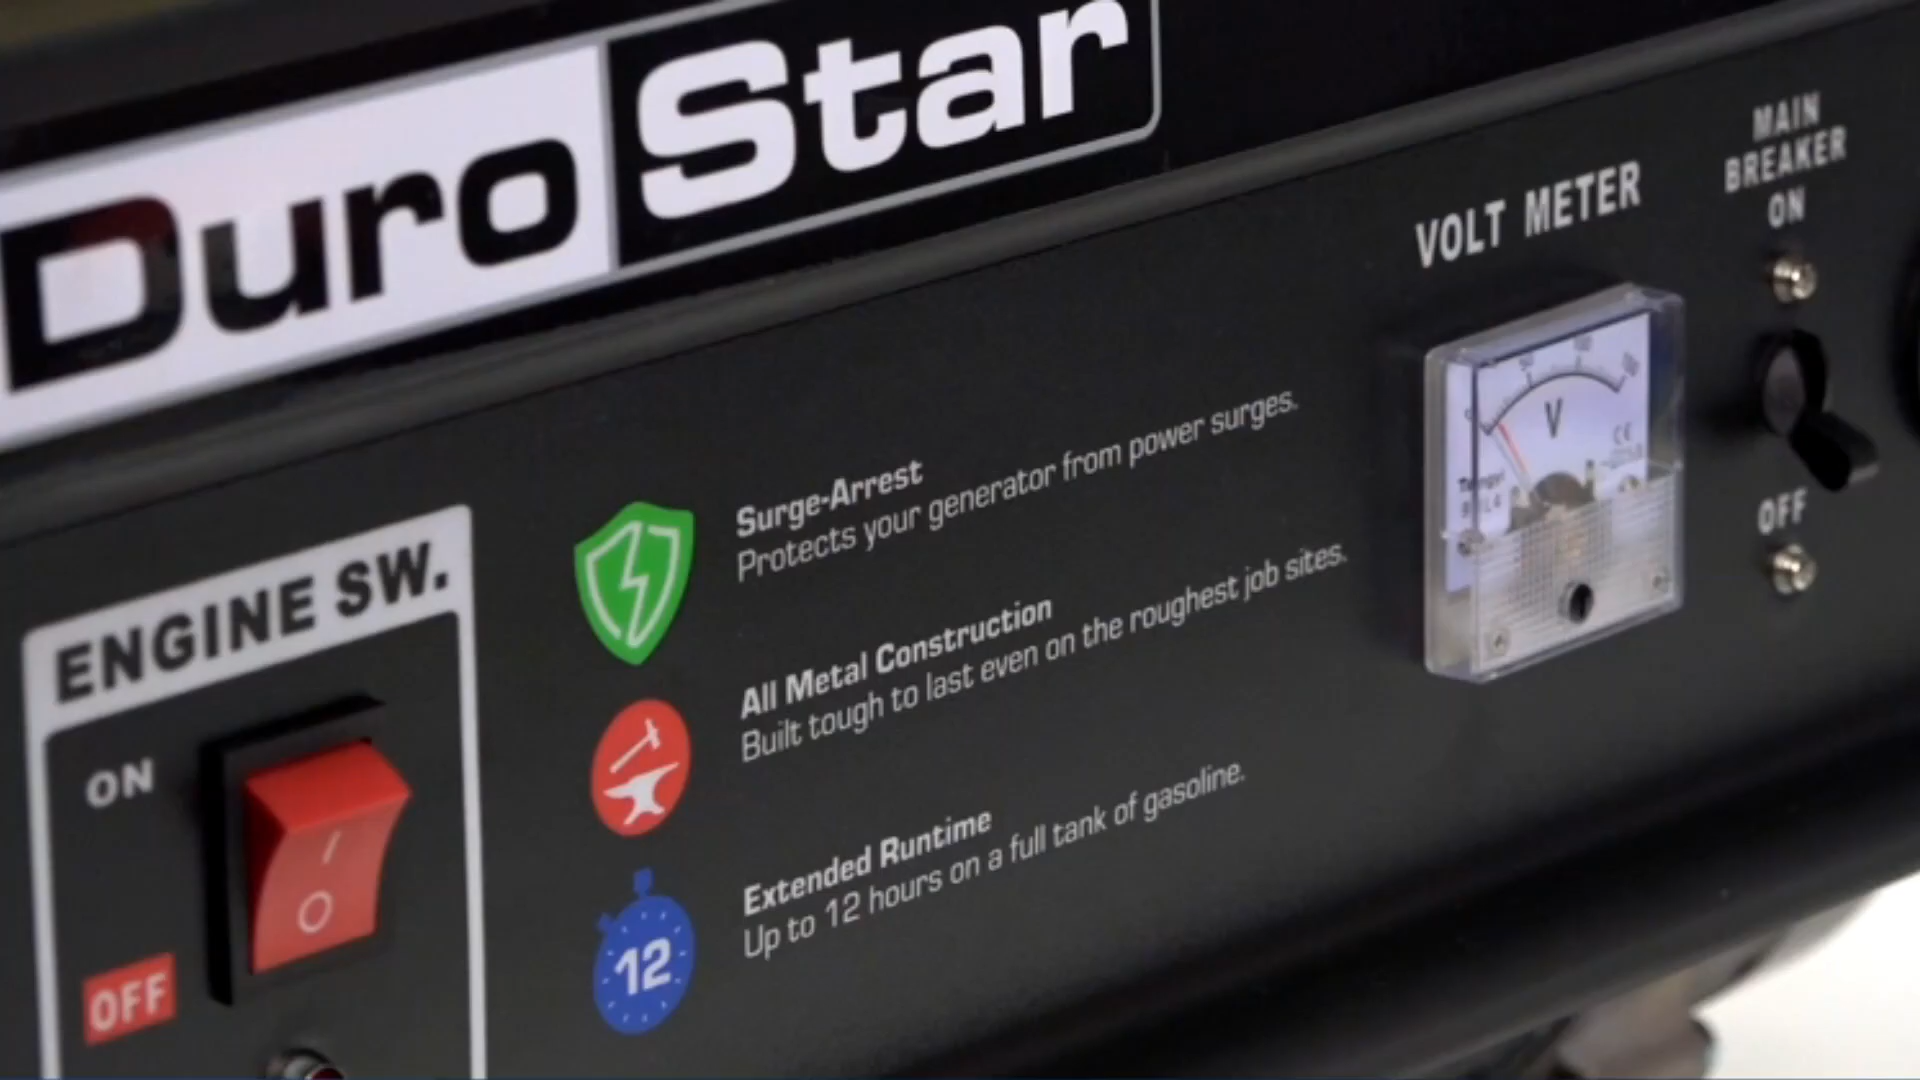 DuroStar
MAIN
BREAKER
ON
VOLT METER
V
CE
OFF
Surge-Arrest
Protects your generator from power surges.
All Metal Construction
Built tough to last even on the roughest job sites.
Extended Runtime
Up to 12 hours on a full tank of gasoline.
12
ENGINE SW.
ON
I
O
OFF